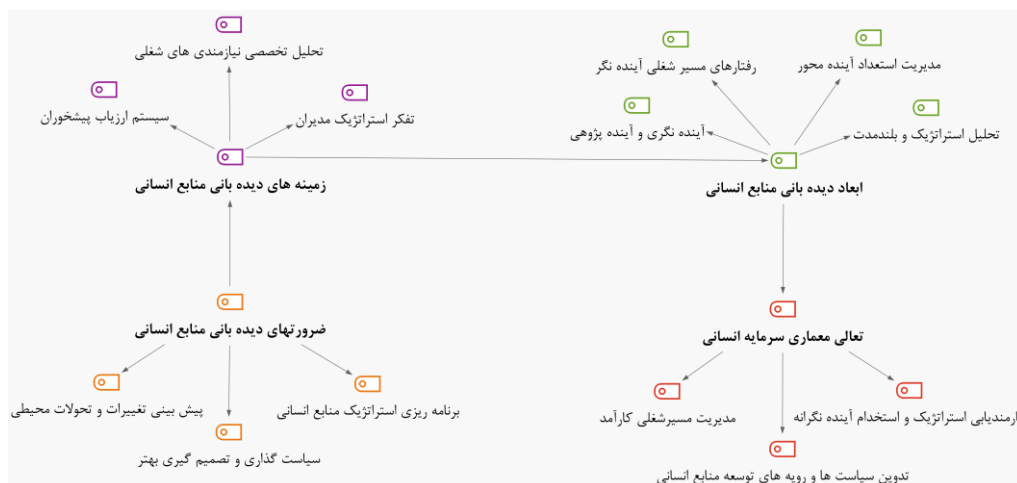 تحلیل تخصصی نیازمندی های شغلی
سیستم ارزیاب پیشخوران
تفکر استراتژیک مدیران
زمینه های دیده بانی منابع انسانی
مدیریت استعداد آینده محور
رفتارهای مسیر شغلی آینده نگر
تحلیل استراتژیک و بلندمدت
آینده نگری و آینده پژوهی
ابعاد دیده بانی منابع انسانی
ضرورتهای دیده بانی منابع انسانی
برنامه ریزی استراتژیک منابع انسانی
پیش بینی تغییرات و تحولات محیطی
سیاست گذاری و تصمیم گیری بهتر
تعالی معماری سرمایه انسانی
ارمندیابی استراتژیک و استخدام آینده نگرانه
مدیریت مسیرشغلی کارآمد
تدوین سیاست ها و رویه های توسعه منابع انسانی